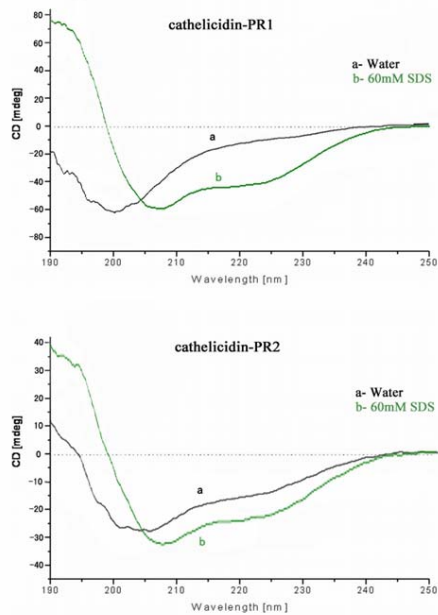 cathelicidin-PR1
a- Water
b- 60mM SDS
80
60
40
20
0
-20
-40
-60
-80
CD [mdeg]
a
b
190 200 210 220 230 240 250
Wavelength [nm]
cathelicidin-PR2
a- Water
b- 60mM SDS
40
30
20
10
0
-10
-20
-30
-40
CD [mdeg]
a
b
190 200 210 220 230 240 250
Wavelength [nm]